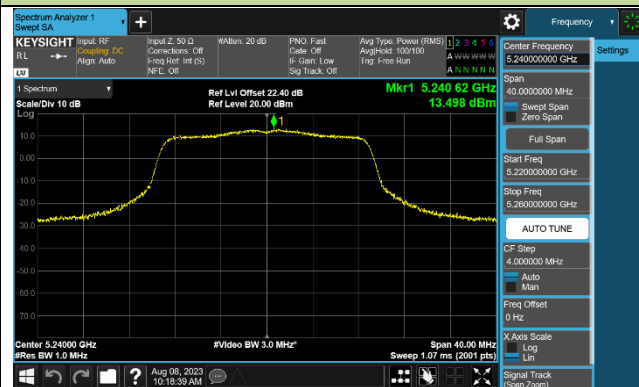 Spectrum Analyzer 1
Swept SA
+
Frequency
KEYSIGHT
RL
LXI
Input: RF
Coupling: DC
Align: Auto
Input Z: 50 Ω
Corrections: Off
Freq Ref: Int (S)
NFE: Off
#Atten: 20 dB
PNO: Fast
Gate: Off
IF Gain: Low
Sig Track: Off
Avg Type: Power (RMS)
Avg|Hold: 100/100
Trig: Free Run
1 2 3 4 5 6
A W W W W W
A N N N N N
1 Spectrum
Scale/Div 10 dB
Log
Ref Lvl Offset 22.40 dB
Ref Level 20.00 dBm
Mkr1 5.240 62 GHz
13.498 dBm
1
10.0
0.00
-10.0
-20.0
-30.0
-40.0
-50.0
-60.0
-70.0
Center 5.24000 GHz
#Res BW 1.0 MHz
#Video BW 3.0 MHz*
Span 40.00 MHz
Sweep 1.07 ms (2001 pts)
Center Frequency
5.240000000 GHz
Settings
Span
40.0000000 MHz
Swept Span
Zero Span
Full Span
Start Freq
5.220000000 GHz
Stop Freq
5.260000000 GHz
AUTO TUNE
CF Step
4.000000 MHz
Auto
Man
Freq Offset
0 Hz
X Axis Scale
Log
Lin
Signal Track
(Span Zoom)
?
Aug 08, 2023
10:18:39 AM